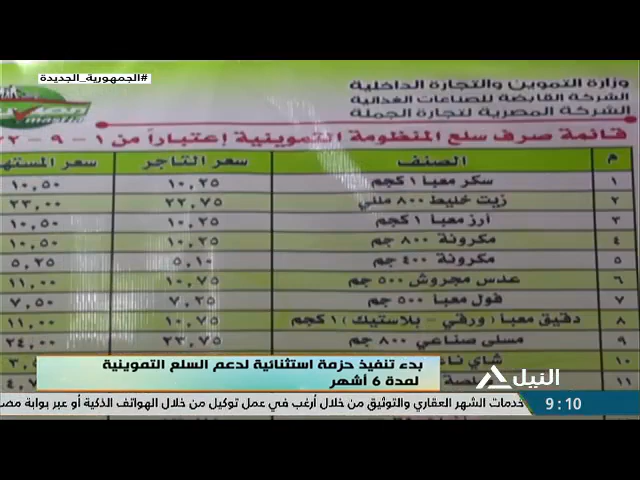 #الجمهورية_الجديدة
وزارة التموين والتجارة الداخلية
الشركة القابضة للصناعات الغذائية
الشركة المصرية لتجارة الجملة
قائمة صرف سلع المنظومة التموينية إعتباراً من ١ - ٩ -
م الصنف سعر التاجر سعر
١ سكر معبا ١ كجم ١٠,٢٥ ١٠,٥٠
٢ زيت خليط ٨٠٠ مللي ٢٢,٧٥ ٢٣,٠٠
٣ أرز معبا ١ كجم ١٠,٢٥ ١٠,٥٠
٤ مكرونة ٨٠٠ جم ١٠,٢٥ ١٠,٥٠
٥ مكرونة ٤٠٠ جم ٥,١٠ ٥,٢٥
٦ عدس مجروش ٥٠٠ جم ١٠,٧٥ ١١,٠٠
٧ فول معبا ٥٠٠ جم ٧,٢٥ ٧,٥٠
٨ دقيق معبا (ورقي - بلاستيك) ١ كجم ١٠,٧٥ ١١,٠٠
٩ مسلى صناعي ٨٠٠ جم ٢٣,٧٥ ٢٤,٠٠
١٠ شاي
١١
بدء تنفيذ حزمة استثنائية لدعم السلع التموينية
لمدة 6 أشهر
النيل
خدمات الشهر العقاري والتوثيق من خلال أرغب في عمل توكيل من خلال الهواتف الذكية أو عبر بوابة مصر
9:10